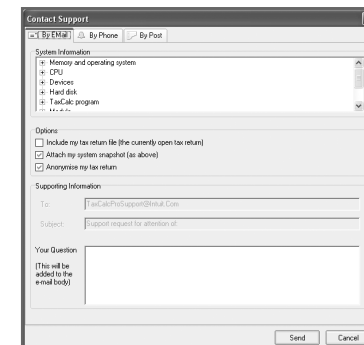 Contact Support
By EMail By Phone By Post
System Information
Memory and operating system
CPU
Devices
Hard disk
TaxCalc program
Options
Include my tax return file (the currently open tax return)
Attach my system snapshot (as above)
Anonymise my tax return
Supporting Information
To: TaxCalcProSupport@Intuit.Com
Subject: Support request for attention of:
Your Question
(This will be
added to the
e-mail body)
Send Cancel